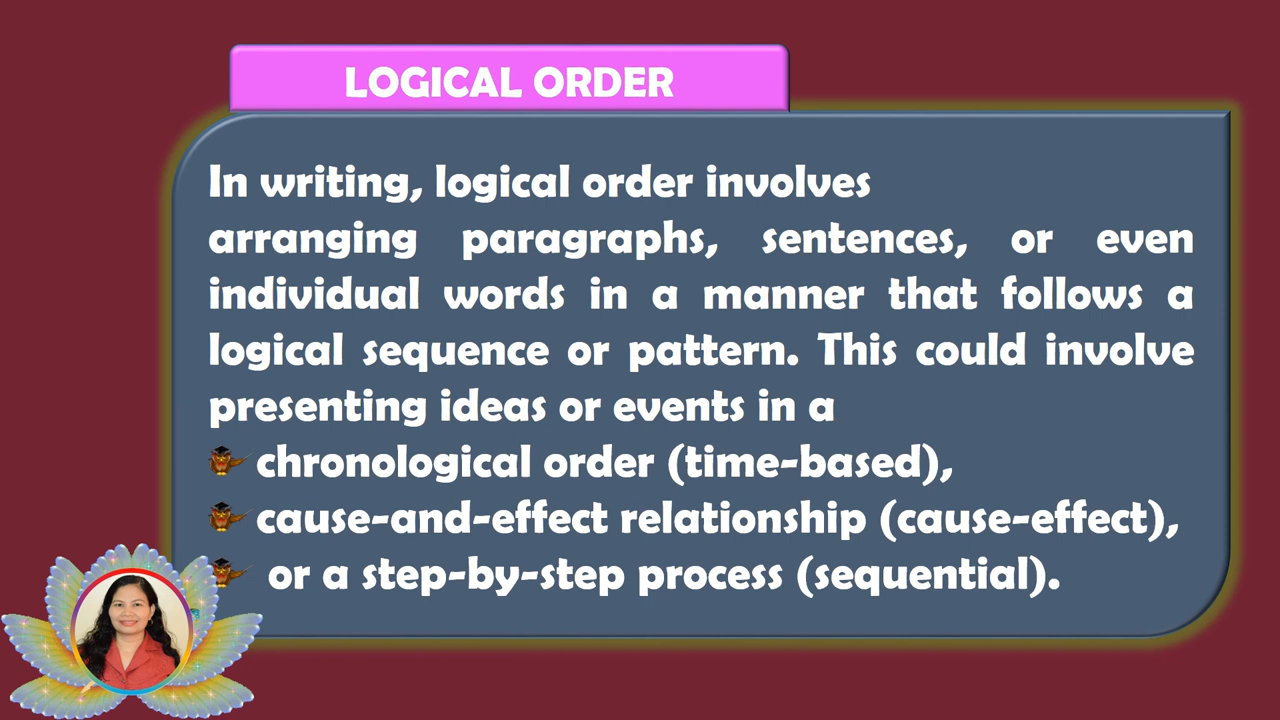 LOGICAL ORDER
In writing, logical order involves
arranging paragraphs, sentences, or even
individual words in a manner that follows a
logical sequence or pattern. This could involve
presenting ideas or events in a
chronological order (time-based),
cause-and-effect relationship (cause-effect),
or a step-by-step process (sequential).